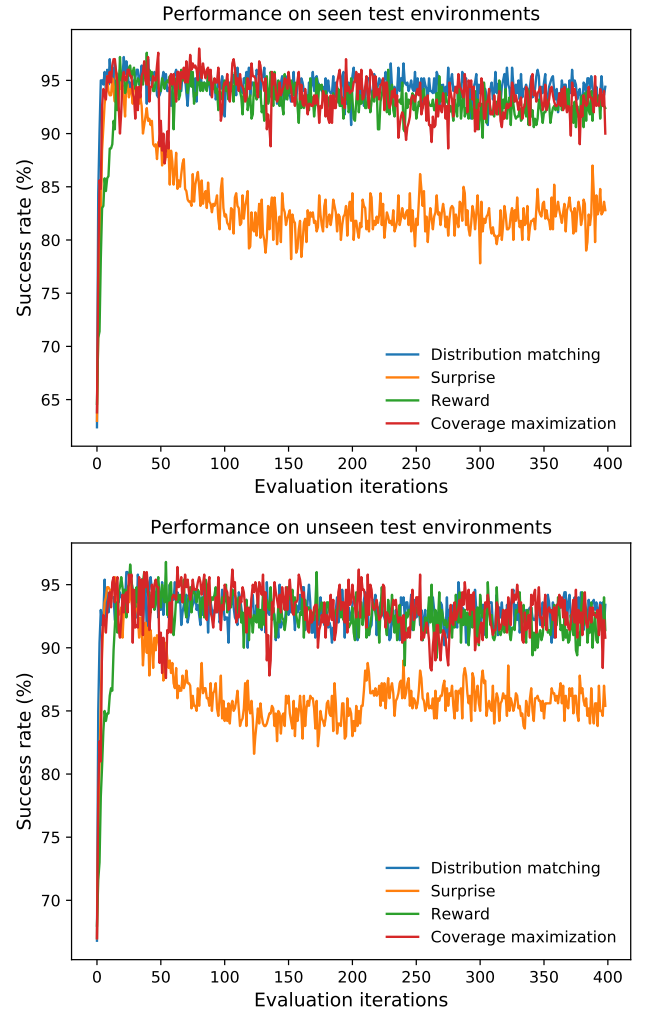 Performance on seen test environments
95
90
85
80
75
70
65
Success rate (%)
Distribution matching
Surprise
Reward
Coverage maximization
0 50 100 150 200 250 300 350 400
Evaluation iterations
Performance on unseen test environments
95
90
85
80
75
70
Success rate (%)
Distribution matching
Surprise
Reward
Coverage maximization
0 50 100 150 200 250 300 350 400
Evaluation iterations